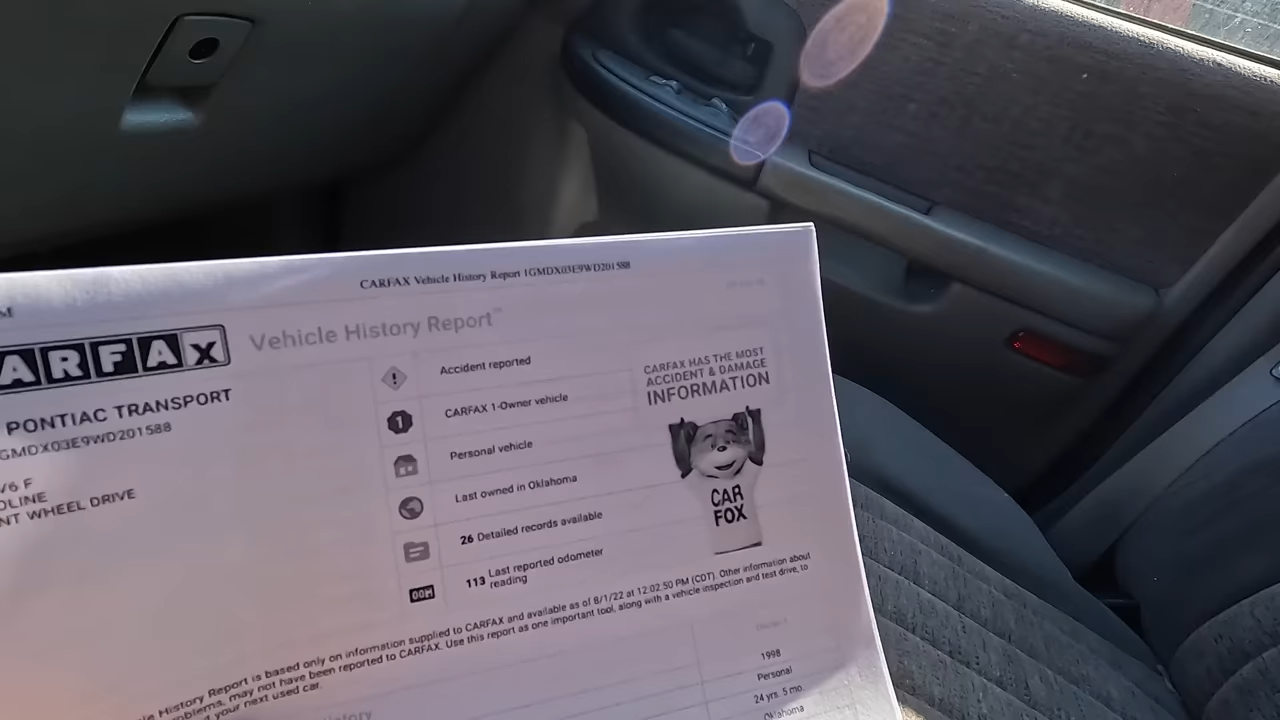 CARFAX Vehicle History Report 1GMDX03E9WD201588
M
ARFAX Vehicle History Report™
PONTIAC TRANSPORT
GMDX03E9WD201588
V6 F
OLINE
NT WHEEL DRIVE
Accident reported
1
CARFAX 1-Owner vehicle
Personal vehicle
Last owned in Oklahoma
26 Detailed records available
113 Last reported odometer
reading
CARFAX HAS THE MOST
ACCIDENT & DAMAGE
INFORMATION
CAR
FOX
le History Report is based only on information supplied to CARFAX and available as of 8/1/22 at 12:02:50 PM (CDT). Other information about
oblems, may not have been reported to CARFAX. Use this report as one important tool, along with a vehicle inspection and test drive, to
your next used car.
1998
Personal
24 yrs. 5 mo.
Oklahoma